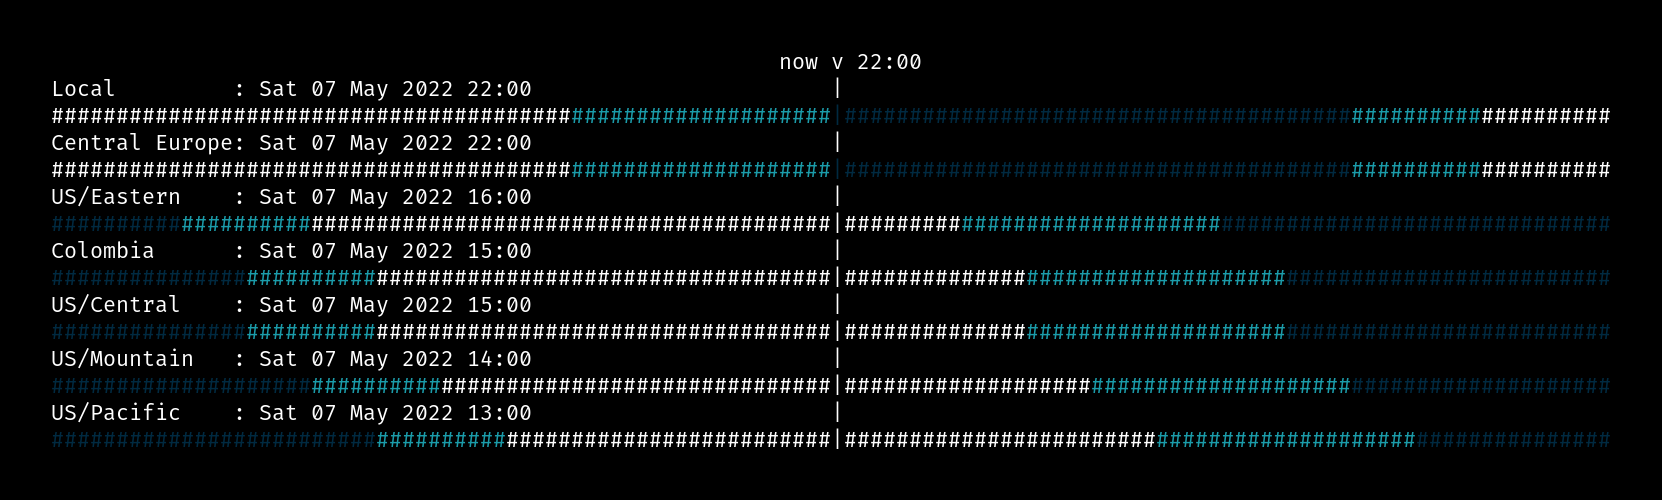 now v 22:00
Local         : Sat 07 May 2022 22:00                       |
############################################################|###########################################################
Central Europe: Sat 07 May 2022 22:00                       |
############################################################|###########################################################
US/Eastern    : Sat 07 May 2022 16:00                       |
############################################################|###########################################################
Colombia      : Sat 07 May 2022 15:00                       |
############################################################|###########################################################
US/Central    : Sat 07 May 2022 15:00                       |
############################################################|###########################################################
US/Mountain   : Sat 07 May 2022 14:00                       |
############################################################|###########################################################
US/Pacific    : Sat 07 May 2022 13:00                       |
############################################################|###########################################################